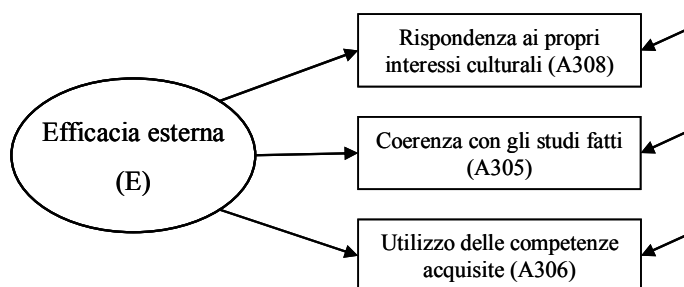 Rispondenza ai propri
interessi culturali (A308)
Efficacia esterna
(E)
Coerenza con gli studi fatti
(A305)
Utilizzo delle competenze
acquisite (A306)